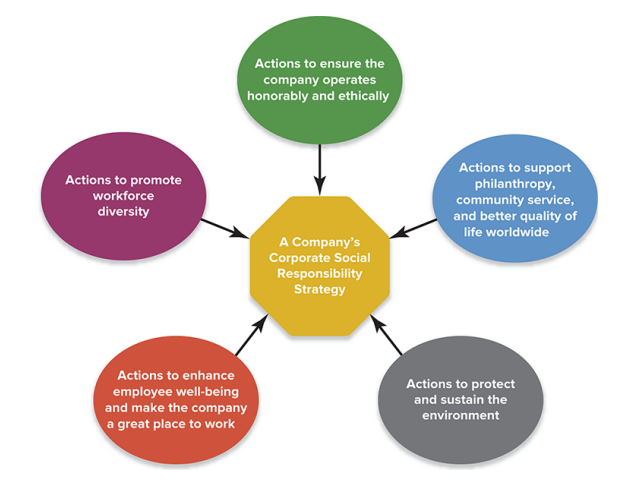 Actions to ensure the
company operates
honorably and ethically
Actions to promote
workforce
diversity
Actions to support
philanthropy,
community service,
and better quality of
life worldwide
A Company's
Corporate Social
Responsibility
Strategy
Actions to enhance
employee well-being
and make the company
a great place to work
Actions to protect
and sustain the
environment